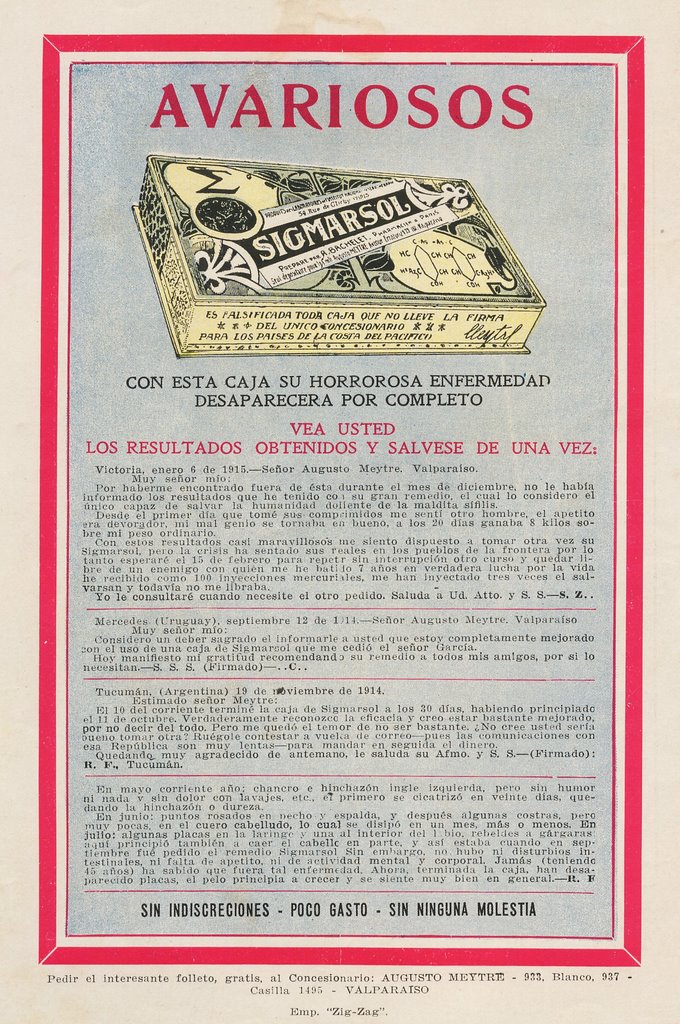 AVARIOSOS
M
54, Rue de Clichy PARIS
SIGMARSOL
PREPARÉ PAR A. BACHELET, PHARMACIEN À PARIS
ES FALSIFICADA TODA CAJA QUE NO LLEVE LA FIRMA
DEL UNICO CONCESIONARIO
PARA LOS PAISES DE LA COSTA DEL PACIFICO
CON ESTA CAJA SU HORROROSA ENFERMEDAD
DESAPARECERA POR COMPLETO
VEA USTED
LOS RESULTADOS OBTENIDOS Y SALVESE DE UNA VEZ:
Victoria, enero 6 de 1915.—Señor Augusto Meytre. Valparaíso.
Muy señor mío:
Por haberme encontrado fuera de ésta durante el mes de diciembre, no le había
informado los resultados que he tenido con su gran remedio, el cual lo considero el
único capaz de salvar la humanidad doliente de la maldita sífilis.
Desde el primer día que tomé sus comprimidos me sentí otro hombre, el apetito
era devorador, mi mal genio se tornaba en bueno, a los 20 días ganaba 8 kilos so-
bre mi peso ordinario.
Con estos resultados casi maravillosos me siento dispuesto a tomar otra vez su
Sigmarsol, pero la crisis ha sentado sus reales en los pueblos de la frontera por lo
tanto esperaré el 15 de febrero para repetir sin interrupción otro curso y quedar li-
bre de un enemigo con quién me he batido 7 años en verdadera lucha por la vida
he recibido como 100 inyecciones mercuriales, me han inyectado tres veces el sal-
varsan y todavía no me libraba.
Yo le consultaré cuando necesite el otro pedido. Saluda a Ud. Atto. y S. S.—S. Z..
Mercedes (Uruguay), septiembre 12 de 1914.—Señor Augusto Meytre. Valparaíso
Muy señor mío:
Considero un deber sagrado el informarle a usted que estoy completamente mejorado
con el uso de una caja de Sigmarsol que me cedió el señor García.
Hoy manifiesto mi gratitud recomendando su remedio a todos mis amigos, por si lo
necesitan.—S. S. S. (Firmado)—..C..
Tucumán, (Argentina) 19 de noviembre de 1914.
Estimado señor Meytre:
El 10 del corriente terminé la caja de Sigmarsol a los 30 días, habiendo principiado
el 11 de octubre. Verdaderamente reconozco la eficacia y creo estar bastante mejorado,
por no decir del todo. Pero me quedó el temor de no ser bastante. ¿No cree usted sería
bueno tomar otra? Ruégole contestar a vuelta de correo—pues las comunicaciones con
esa República son muy lentas—para mandar en seguida el dinero.
Quedando muy agradecido de antemano, le saluda su Afmo. y S. S—(Firmado):
R. F., Tucumán.
En mayo corriente año: chancro e hinchazón ingle izquierda, pero sin humor
ni nada y sin dolor con lavajes, etc., el primero se cicatrizó en veinte días, que-
dando la hinchazón o dureza.
En junio: puntos rosados en pecho y espalda, y después algunas costras, pero
muy pocas, en el cuero cabelludo, lo cual se disipó en un mes, más o menos. En
julio: algunas placas en la laringe y una al interior del labio, rebeldes a gárgaras:
aquí principió también a caer el cabello en parte, y así estaba cuando en sep-
tiembre fué pedido el remedio Sigmarsol Sin embargo, no hubo ni disturbios in-
testinales, ni falta de apetito, ni de actividad mental y corporal. Jamás (teniendo
45 años) ha sabido que fuera tal enfermedad. Ahora, terminada la caja, han desa-
parecido placas, el pelo principia a crecer y se siente muy bien en general.—R. F
SIN INDISCRECIONES - POCO GASTO - SIN NINGUNA MOLESTIA
Pedir el interesante folleto, gratis, al Concesionario: AUGUSTO MEYTRE - 933, Blanco, 937 -
Casilla 1495 - VALPARAISO
Emp. "Zig-Zag".